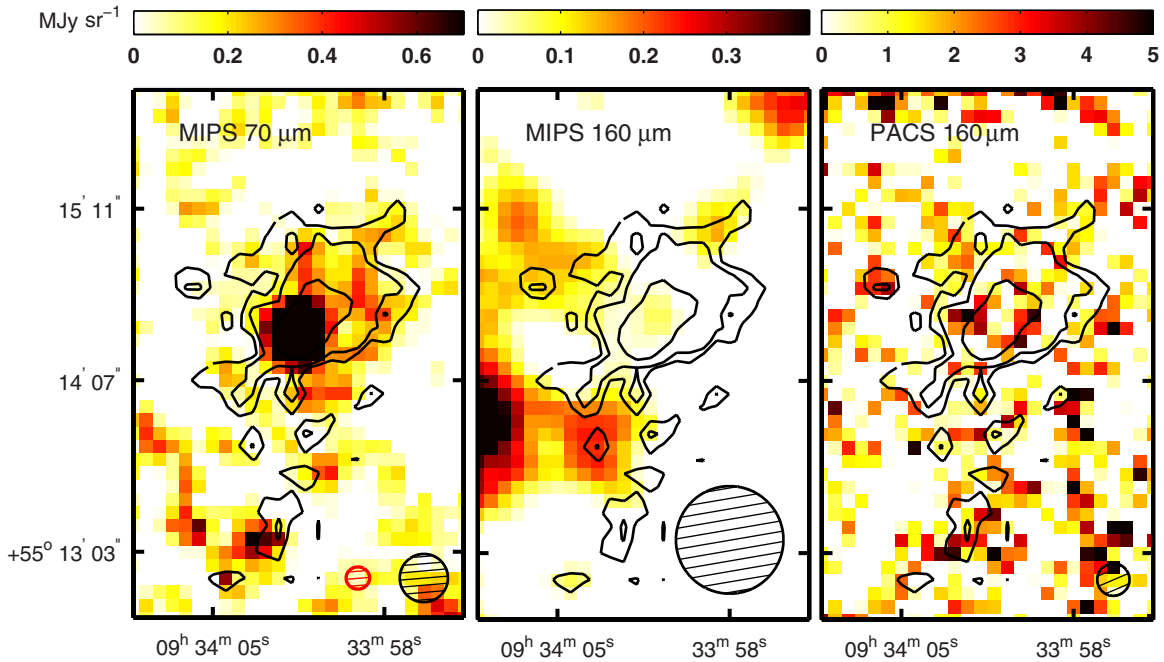 MJy sr⁻¹
0 0.2 0.4 0.6
0 0.1 0.2 0.3
0 1 2 3 4 5
MIPS 70 μm
MIPS 160 μm
PACS 160 μm
15' 11"
14' 07"
+55° 13' 03"
09ʰ 34ᵐ 05ˢ 33ᵐ 58ˢ
09ʰ 34ᵐ 05ˢ 33ᵐ 58ˢ
09ʰ 34ᵐ 05ˢ 33ᵐ 58ˢ